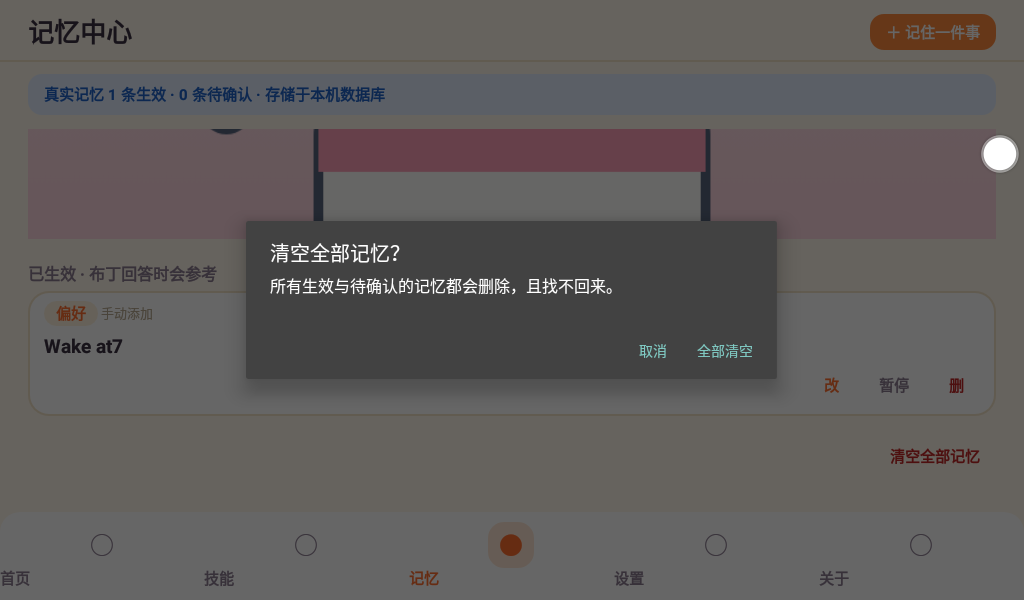 记忆中心
＋ 记住一件事
真实记忆 1 条生效 · 0 条待确认 · 存储于本机数据库
清空全部记忆？
所有生效与待确认的记忆都会删除，且找不回来。
取消
全部清空
已生效 · 布丁回答时会参考
偏好 手动添加
Wake at7
改 暂停 删
清空全部记忆
首页 技能 记忆 设置 关于